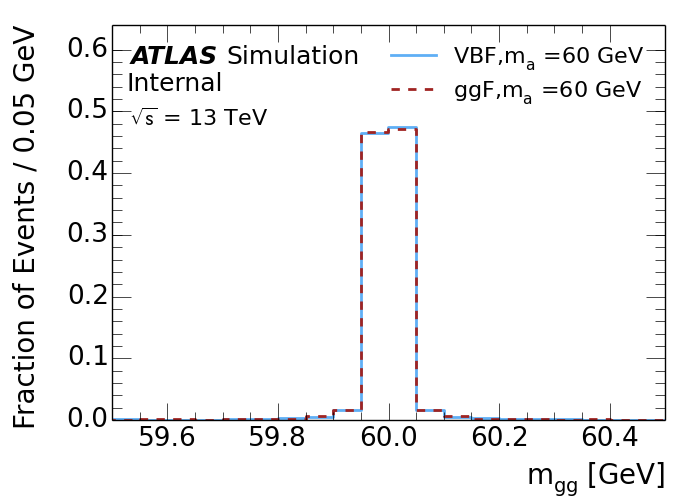 ATLAS Simulation
Internal
√s = 13 TeV
VBF,mₐ =60 GeV
ggF,mₐ =60 GeV
Fraction of Events / 0.05 GeV
0.6
0.5
0.4
0.3
0.2
0.1
0.0
59.6 59.8 60.0 60.2 60.4
m_gg [GeV]